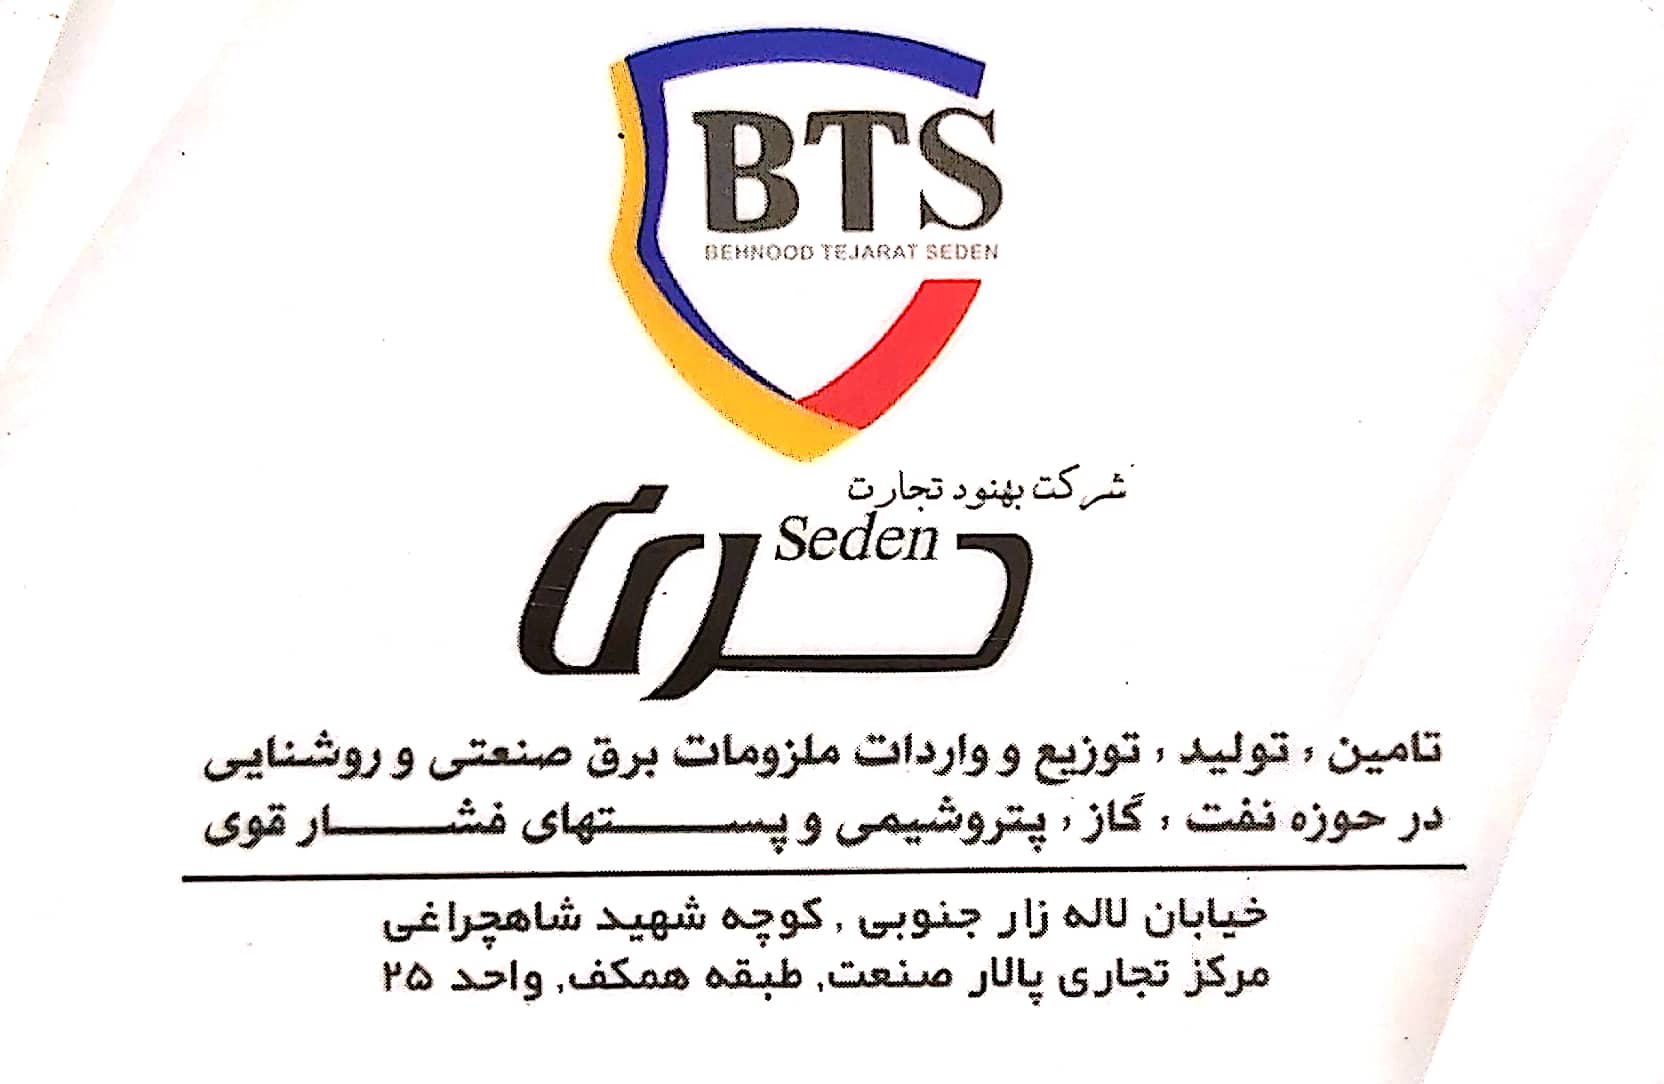 BTS
BEHNOOD TEJARAT SEDEN
شرکت بهنود تجارت
Seden
تامین ، تولید ، توزیع و واردات ملزومات برق صنعتی و روشنایی
در حوزه نفت ، گاز ، پتروشیمی و پستهای فشار قوی
خیابان لاله زار جنوبی , کوچه شهید شاهچراغی
مرکز تجاری پالار صنعت, طبقه همکف, واحد ۲۵